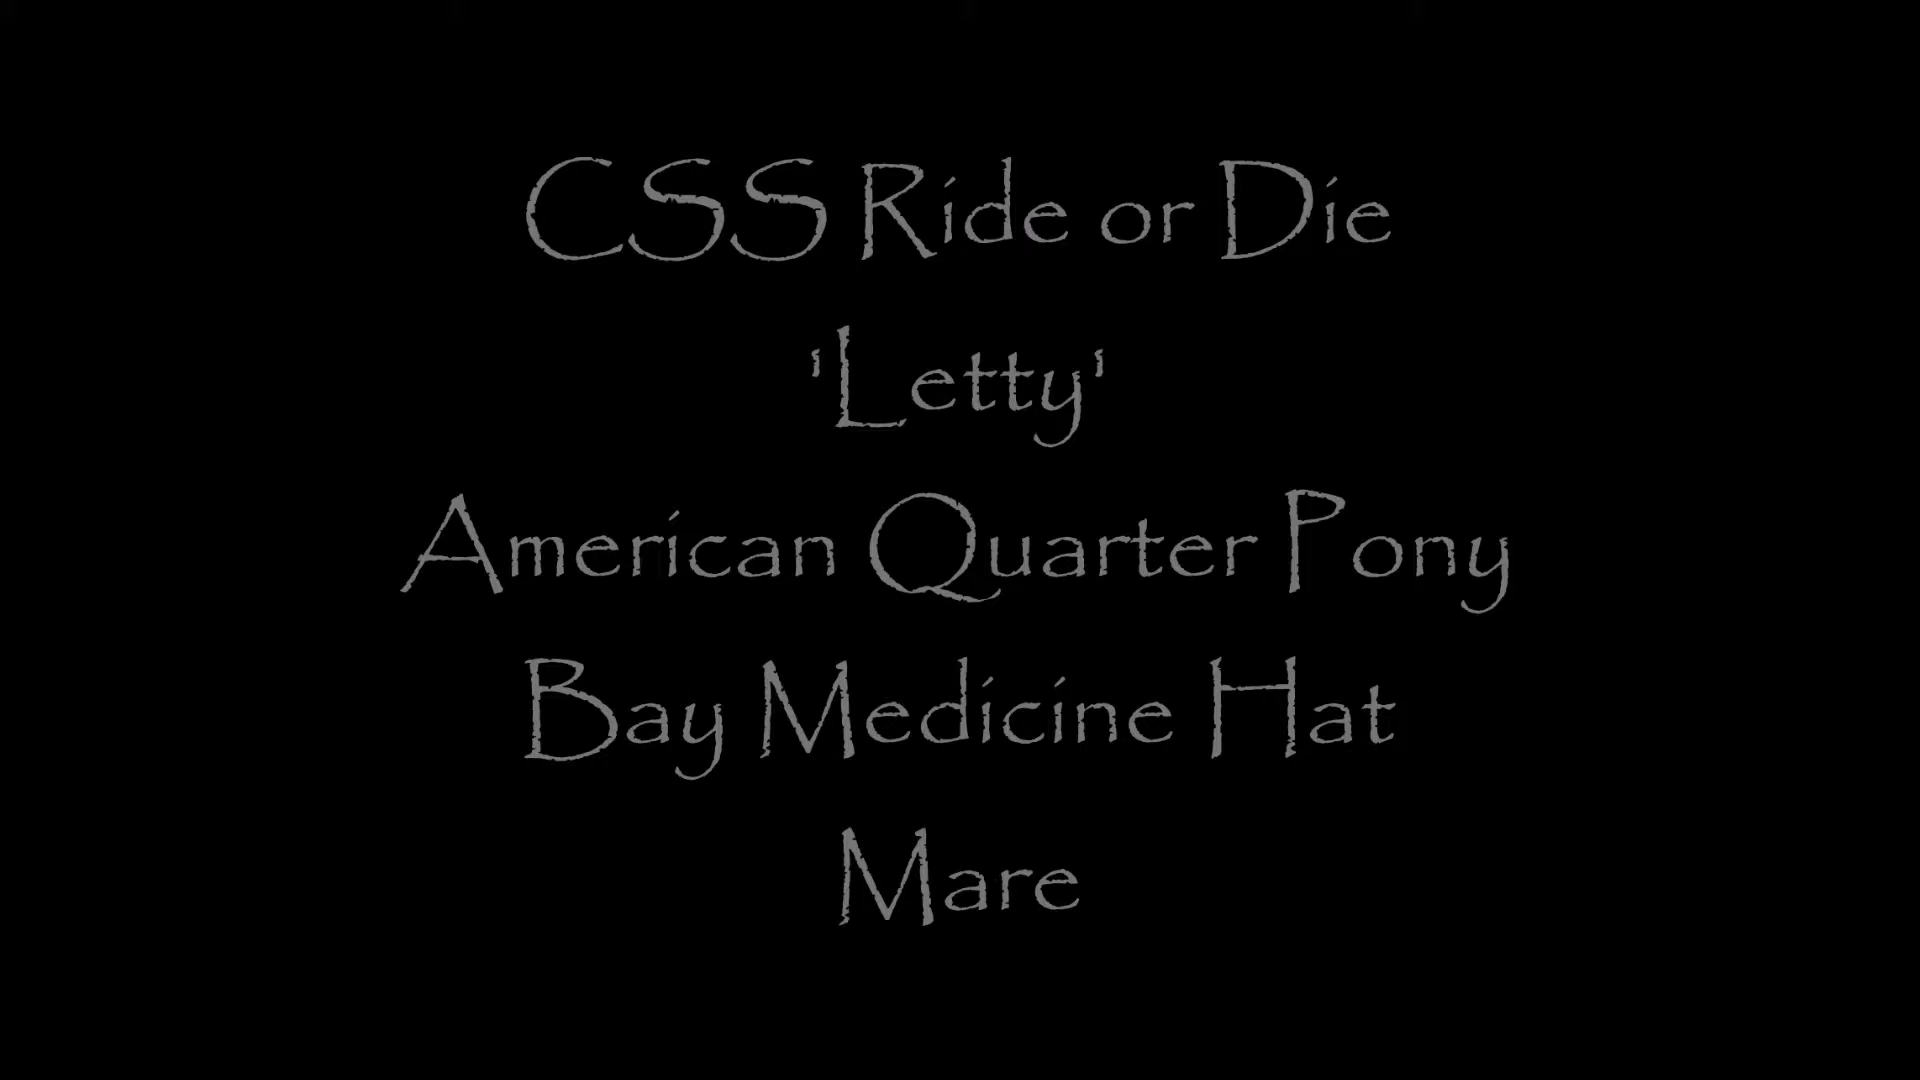 CSS Ride or Die
'Letty'
American Quarter Pony
Bay Medicine Hat
Mare